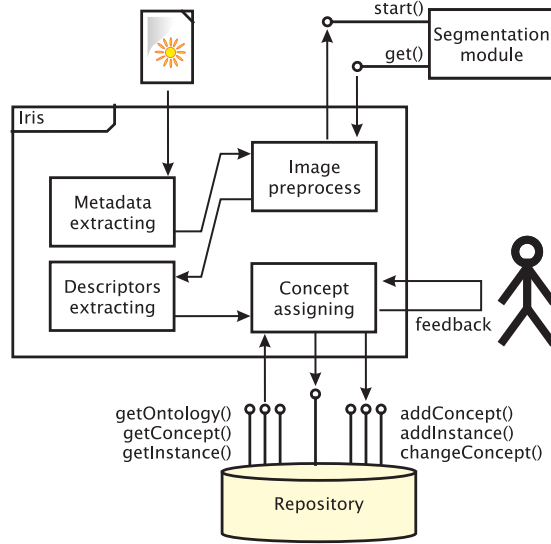 start()
Segmentation
module
get()
Iris
Image
preprocess
Metadata
extracting
Descriptors
extracting
Concept
assigning
feedback
getOntology()
getConcept()
getInstance()
addConcept()
addInstance()
changeConcept()
Repository